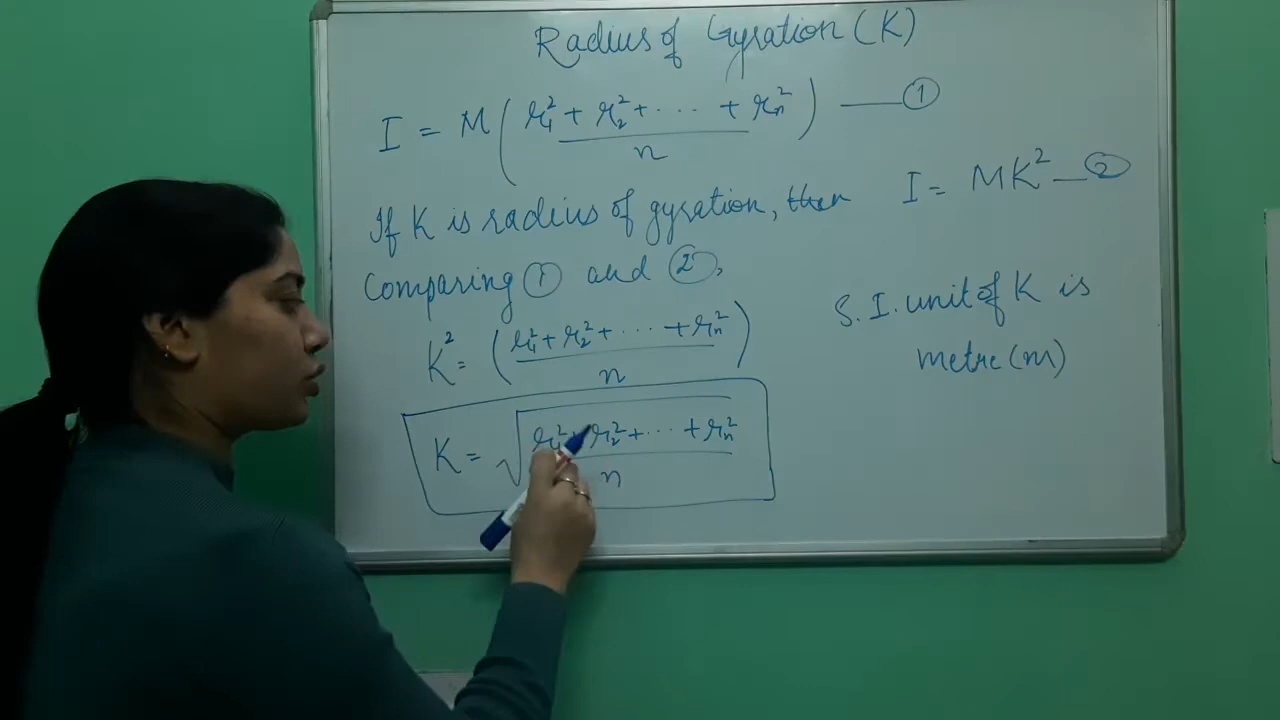 Radius of Gyration (K)
I = M ( r₁² + r₂² + ... + rₙ² / n ) —— ①
If K is radius of gyration, then I = MK² — ②
Comparing ① and ②,
K² = ( r₁² + r₂² + ... + rₙ² / n )
K = √( r₁² + r₂² + ... + rₙ² / n )
S. I. unit of K is
metre (m)